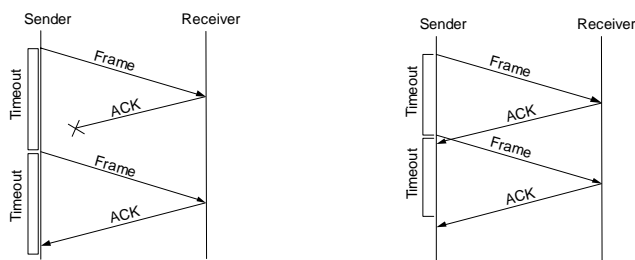 Sender Receiver
Timeout
Frame
ACK
Timeout
Frame
ACK
Sender Receiver
Timeout
Frame
ACK
Timeout
Frame
ACK